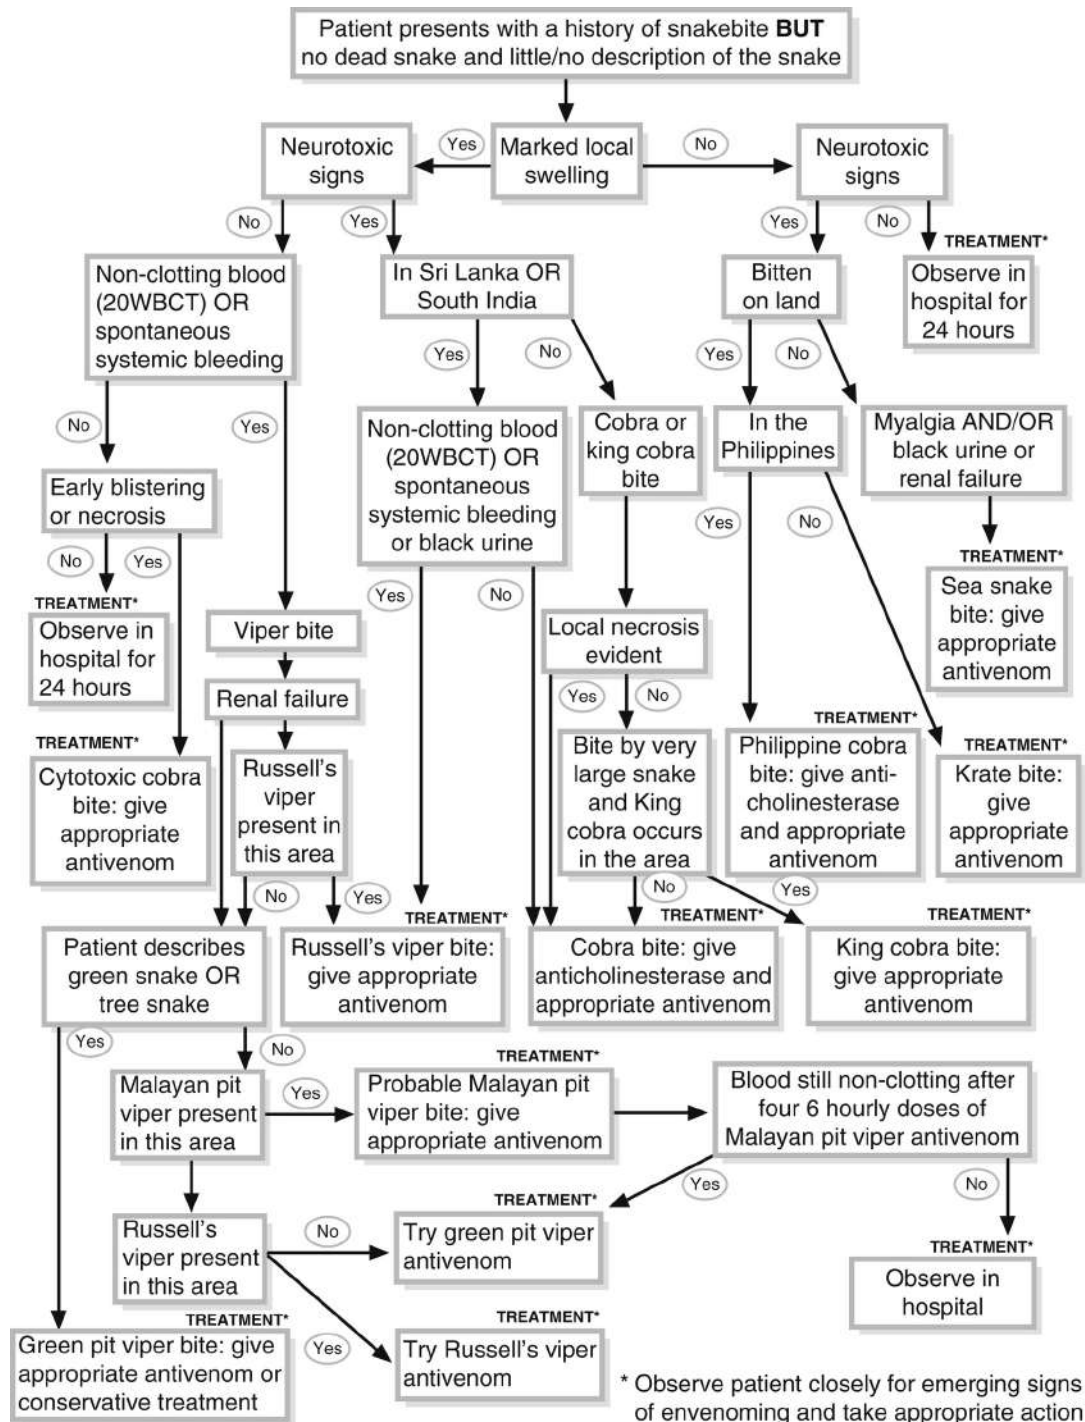 Patient presents with a history of snakebite BUT
no dead snake and little/no description of the snake
Neurotoxic
signs
Yes
Marked local
swelling
No
Neurotoxic
signs
No
Yes
Yes
No
TREATMENT*
Non-clotting blood
(20WBCT) OR
spontaneous
systemic bleeding
In Sri Lanka OR
South India
Bitten
on land
Observe in
hospital for
24 hours
Yes
No
Yes
No
No
Yes
Non-clotting blood
(20WBCT) OR
spontaneous
systemic bleeding
or black urine
Cobra or
king cobra
bite
In the
Philippines
Myalgia AND/OR
black urine or
renal failure
Early blistering
or necrosis
Yes
No
No
Yes
TREATMENT*
Sea snake
bite: give
appropriate
antivenom
TREATMENT*
Observe in
hospital for
24 hours
Viper bite
Yes
No
Local necrosis
evident
Renal failure
Yes
No
TREATMENT*
Cytotoxic cobra
bite: give
appropriate
antivenom
Russell's
viper
present in
this area
Bite by very
large snake
and King
cobra occurs
in the area
TREATMENT*
Philippine cobra
bite: give anti-
cholinesterase
and appropriate
antivenom
TREATMENT*
Krate bite:
give
appropriate
antivenom
No
Yes
No
Yes
Patient describes
green snake OR
tree snake
TREATMENT*
Russell's viper bite:
give appropriate
antivenom
TREATMENT*
Cobra bite: give
anticholinesterase and
appropriate antivenom
TREATMENT*
King cobra bite:
give appropriate
antivenom
Yes
No
Malayan pit
viper present
in this area
Yes
TREATMENT*
Probable Malayan pit
viper bite: give
appropriate antivenom
Blood still non-clotting after
four 6 hourly doses of
Malayan pit viper antivenom
Yes
No
Russell's
viper present
in this area
No
TREATMENT*
Try green pit viper
antivenom
TREATMENT*
Observe in
hospital
TREATMENT*
Green pit viper bite: give
appropriate antivenom or
conservative treatment
Yes
TREATMENT*
Try Russell's viper
antivenom
* Observe patient closely for emerging signs
of envenoming and take appropriate action